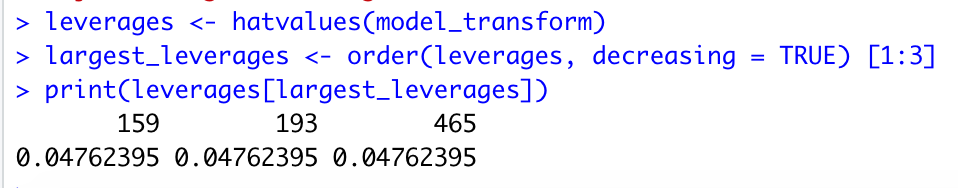 > leverages <- hatvalues(model_transform)
> largest_leverages <- order(leverages, decreasing = TRUE) [1:3]
> print(leverages[largest_leverages])
       159        193        465
0.04762395 0.04762395 0.04762395